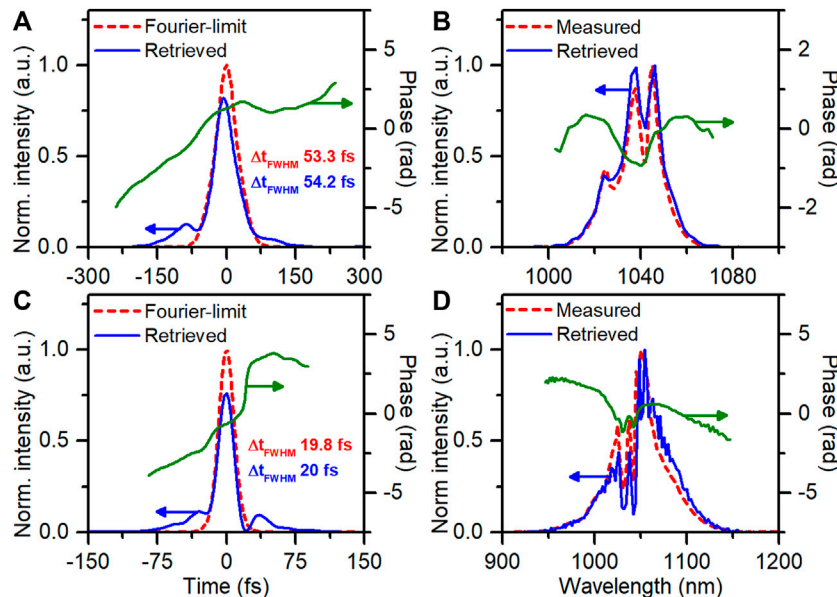 A
Fourier-limit
Retrieved
Norm. intensity (a.u.)
1.0
0.5
0.0
-300 -150 0 150 300
5
0
-5
Phase (rad)
ΔtFWHM 53.3 fs
ΔtFWHM 54.2 fs
B
Measured
Retrieved
Norm. intensity (a.u.)
1.0
0.5
0.0
1000 1040 1080
2
0
-2
Phase (rad)
C
Fourier-limit
Retrieved
Norm. intensity (a.u.)
1.0
0.5
0.0
-150 -75 0 75 150
Time (fs)
5
0
-5
Phase (rad)
ΔtFWHM 19.8 fs
ΔtFWHM 20 fs
D
Measured
Retrieved
Norm. intensity (a.u.)
1.0
0.5
0.0
900 1000 1100 1200
Wavelength (nm)
5
0
-5
Phase (rad)